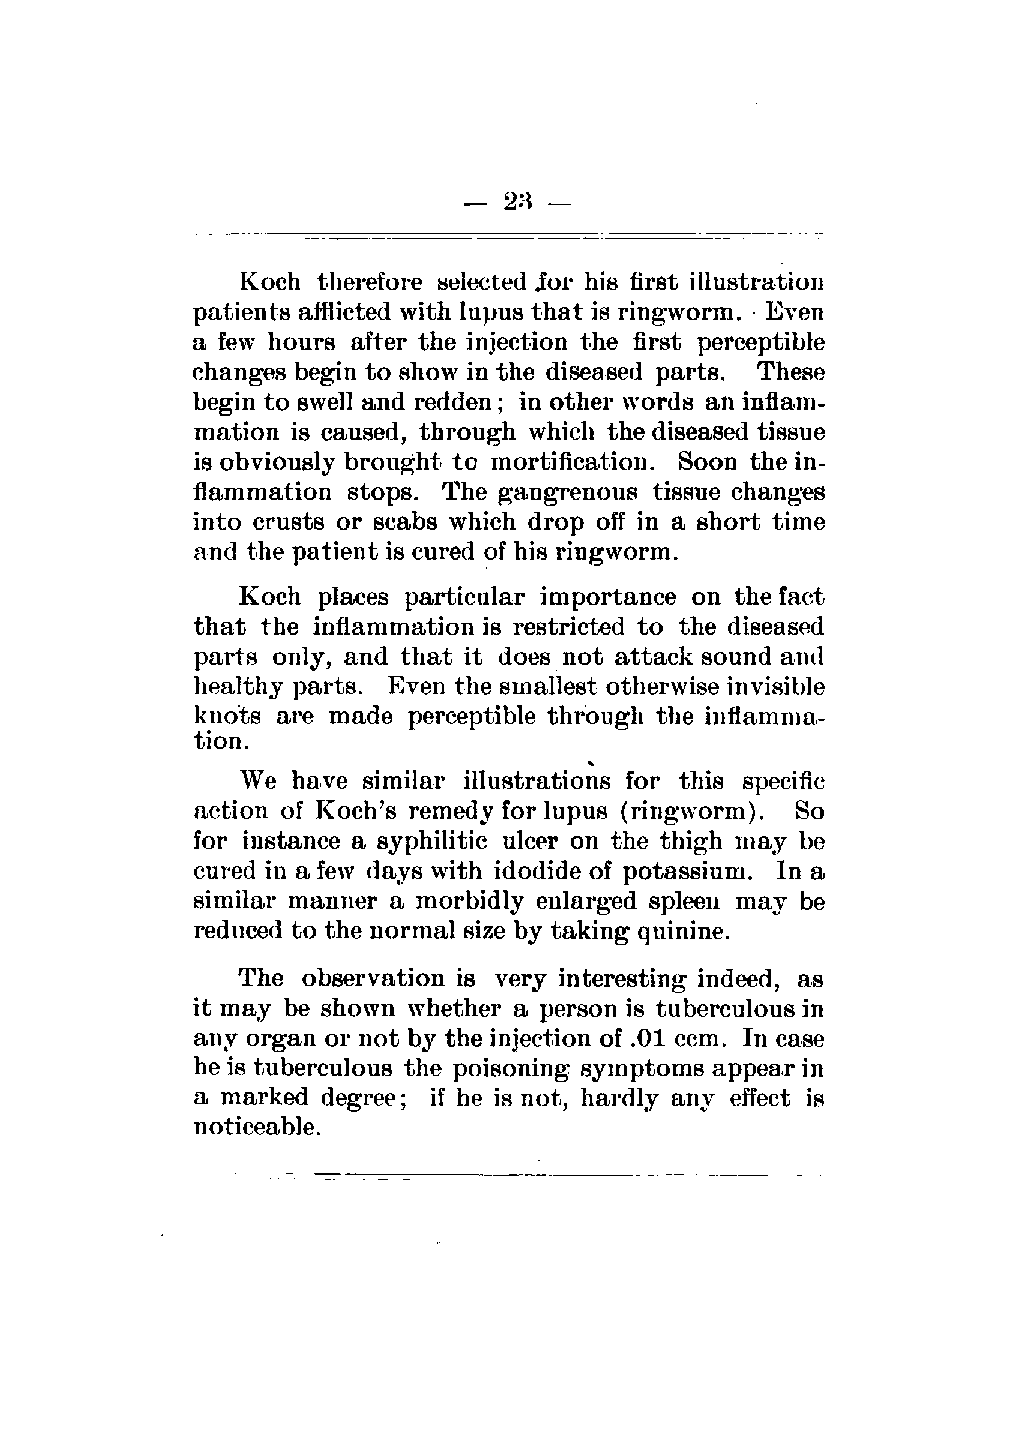 — 23 —
Koch therefore selected for his first illustration
patients afflicted with lupus that is ringworm. Even
a few hours after the injection the first perceptible
changes begin to show in the diseased parts. These
begin to swell and redden; in other words an inflam-
mation is caused, through which the diseased tissue
is obviously brought to mortification. Soon the in-
flammation stops. The gangrenous tissue changes
into crusts or scabs which drop off in a short time
and the patient is cured of his ringworm.
Koch places particular importance on the fact
that the inflammation is restricted to the diseased
parts only, and that it does not attack sound and
healthy parts. Even the smallest otherwise invisible
knots are made perceptible through the inflamma-
tion.
We have similar illustrations for this specific
action of Koch's remedy for lupus (ringworm). So
for instance a syphilitic ulcer on the thigh may be
cured in a few days with idodide of potassium. In a
similar manner a morbidly enlarged spleen may be
reduced to the normal size by taking quinine.
The observation is very interesting indeed, as
it may be shown whether a person is tuberculous in
any organ or not by the injection of .01 ccm. In case
he is tuberculous the poisoning symptoms appear in
a marked degree; if he is not, hardly any effect is
noticeable.